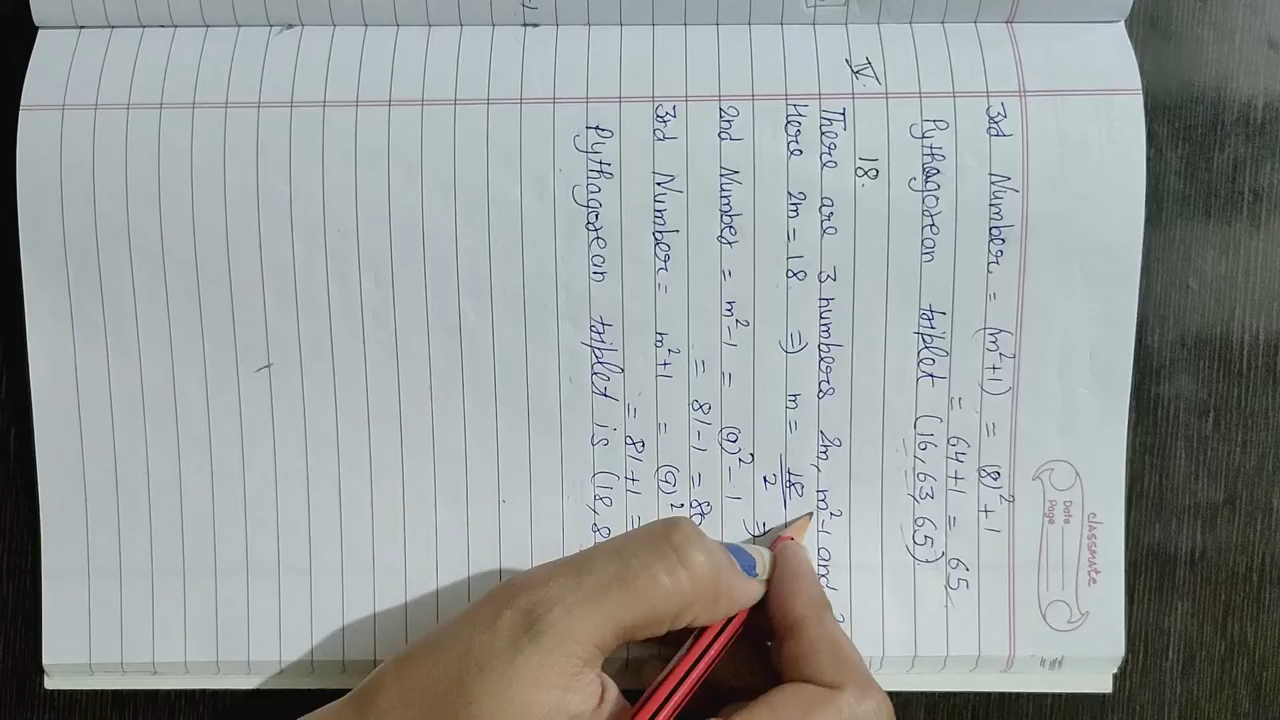 classmate
Date
Page
3rd Number = (m²+1) = (8)²+1
= 64+1 = 65
Pythagorean triplet (16, 63, 65)
IV. 18.
There are 3 numbers 2m, m²-1 and
Here 2m = 18 => m = 18/2
2nd Number = m²-1 = (9)²-1
= 81-1 = 80
3rd Number = m²+1 = (9)²
= 81+1 =
Pythagorean triplet is (18, 8